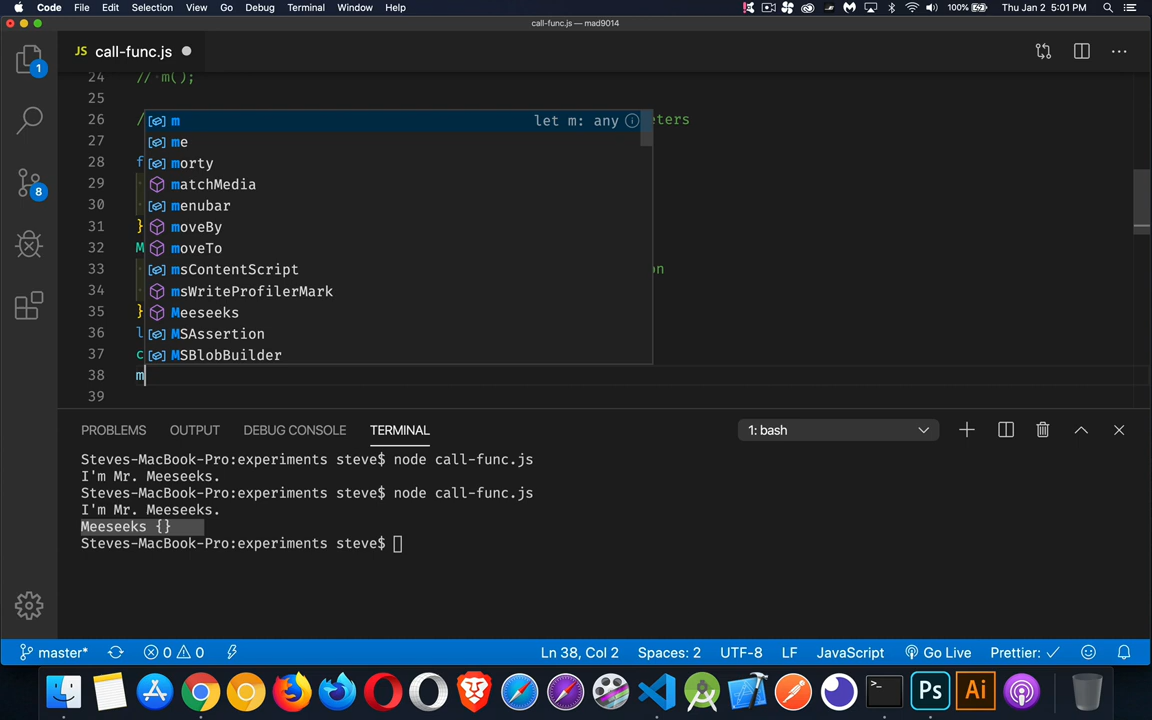 Code File Edit Selection View Go Debug Terminal Window Help 100% Thu Jan 2 5:01 PM
call-func.js — mad9014
JS call-func.js
1
8
24 // m();
25
26 / eters
27
28 f
29
30
31 }
32 M
33 on
34
35 }
36 l
37 c
38 m
39
m let m: any
me
morty
matchMedia
menubar
moveBy
moveTo
msContentScript
msWriteProfilerMark
Meeseeks
MSAssertion
MSBlobBuilder
PROBLEMS OUTPUT DEBUG CONSOLE TERMINAL 1: bash
Steves-MacBook-Pro:experiments steve$ node call-func.js
I'm Mr. Meeseeks.
Steves-MacBook-Pro:experiments steve$ node call-func.js
I'm Mr. Meeseeks.
Meeseeks {}
Steves-MacBook-Pro:experiments steve$
master* 0 0 Ln 38, Col 2 Spaces: 2 UTF-8 LF JavaScript Go Live Prettier: ✓
Ps Ai